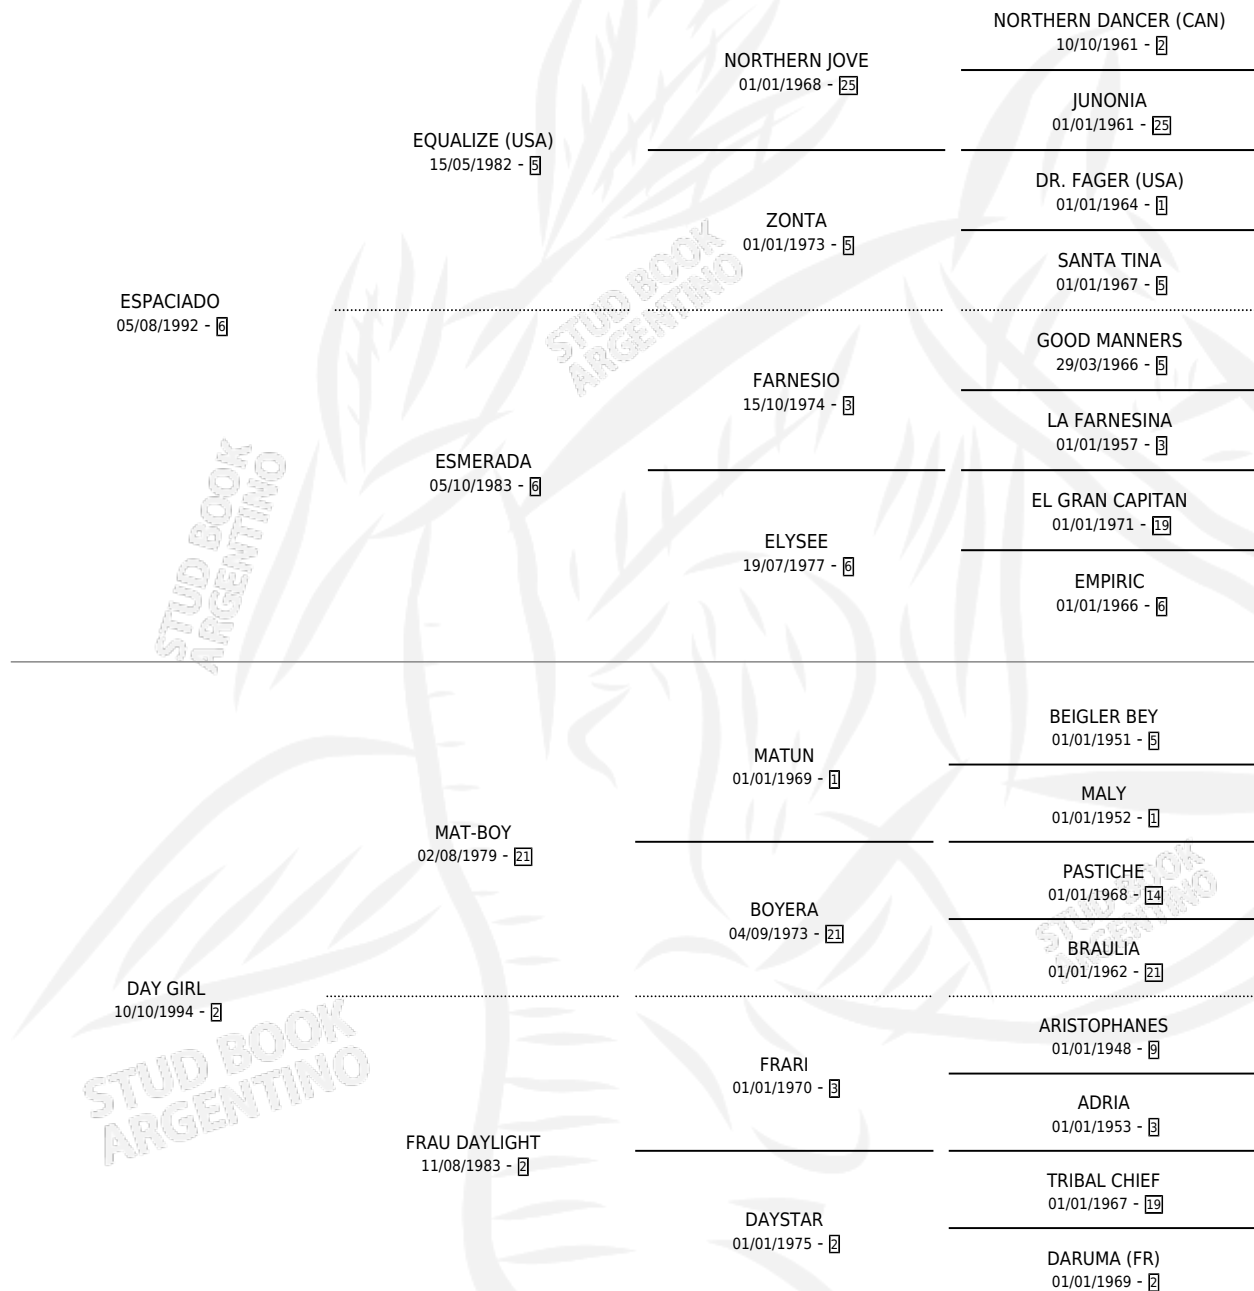 NORTHERN DANCER (CAN)
10/10/1961 - 2
NORTHERN JOVE
01/01/1968 - 25
JUNONIA
01/01/1961 - 25
EQUALIZE (USA)
15/05/1982 - 5
DR. FAGER (USA)
01/01/1964 - 1
ZONTA
01/01/1973 - 5
SANTA TINA
01/01/1967 - 5
ESPACIADO
05/08/1992 - 6
STUD BOOK
ARGENTINO
GOOD MANNERS
29/03/1966 - 5
FARNESIO
15/10/1974 - 3
LA FARNESINA
01/01/1957 - 3
ESMERADA
05/10/1983 - 6
EL GRAN CAPITAN
01/01/1971 - 19
ELYSEE
19/07/1977 - 6
EMPIRIC
01/01/1966 - 6
STUD BOOK
ARGENTINO
BEIGLER BEY
01/01/1951 - 5
MATUN
01/01/1969 - 1
MALY
01/01/1952 - 1
MAT-BOY
02/08/1979 - 21
PASTICHE
01/01/1968 - 14
BOYERA
04/09/1973 - 21
BRAULIA
01/01/1962 - 21
STUD BOOK
ARGENTINO
DAY GIRL
10/10/1994 - 2
ARISTOPHANES
01/01/1948 - 9
FRARI
01/01/1970 - 3
ADRIA
01/01/1953 - 3
STUD BOOK
ARGENTINO
FRAU DAYLIGHT
11/08/1983 - 2
TRIBAL CHIEF
01/01/1967 - 19
DAYSTAR
01/01/1975 - 2
DARUMA (FR)
01/01/1969 - 2